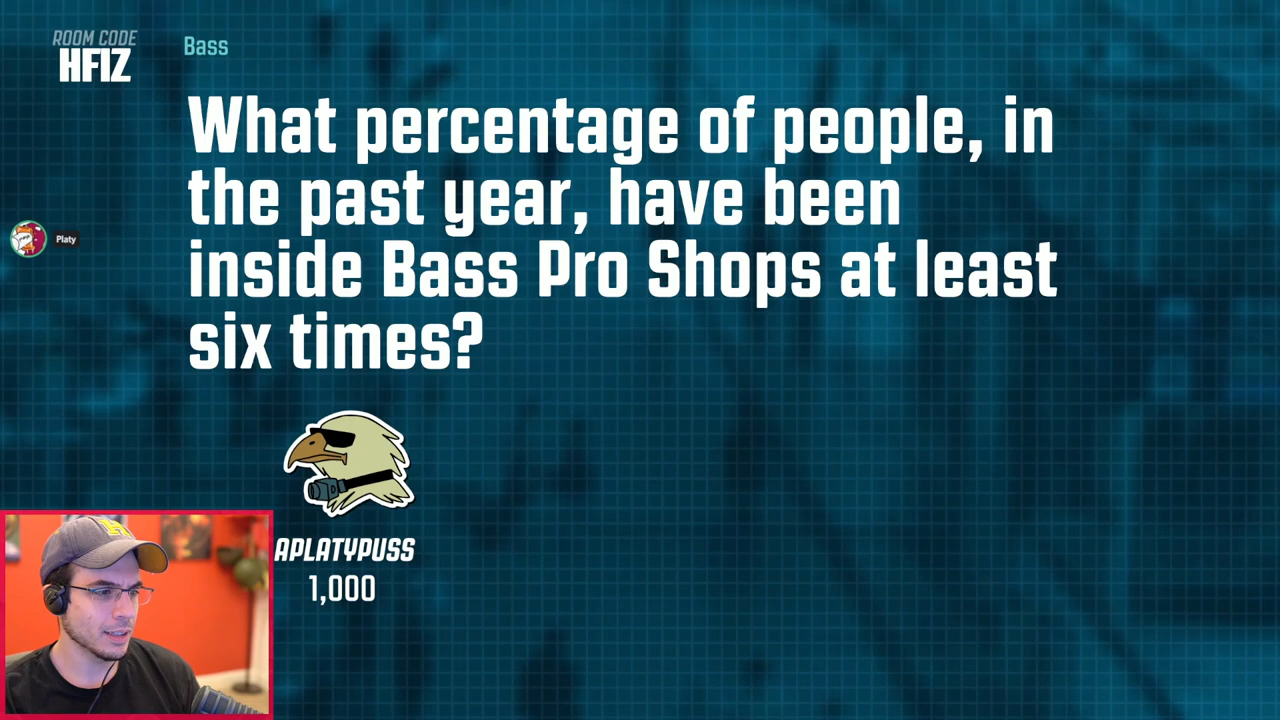 ROOM CODE
HFIZ
Bass
What percentage of people, in
the past year, have been
inside Bass Pro Shops at least
six times?
Platy
APLATYPUSS
1,000